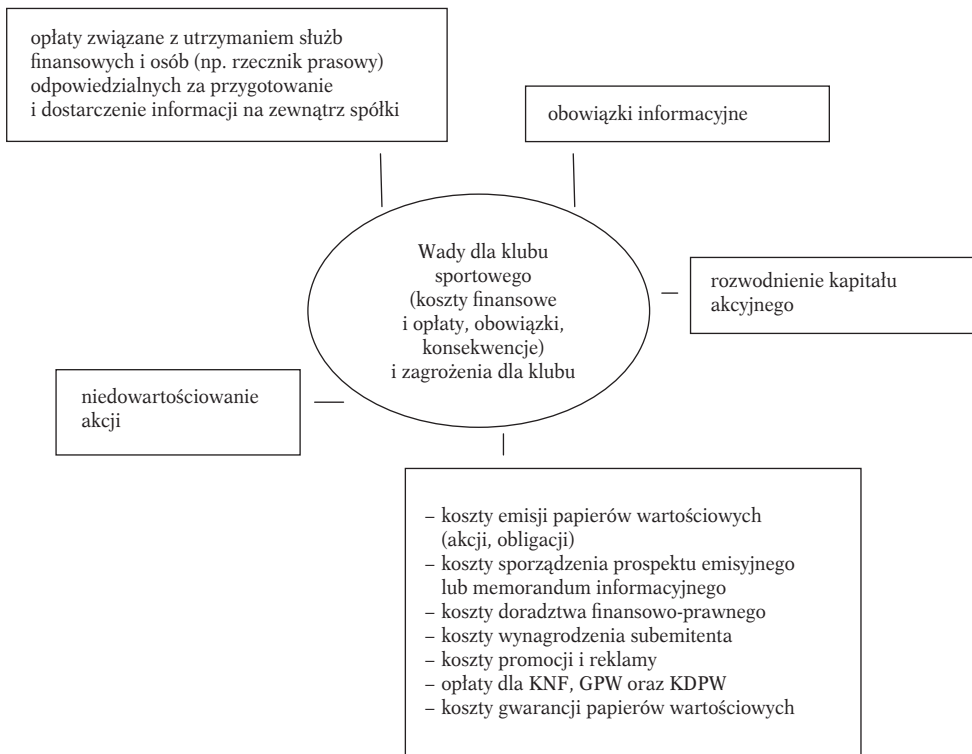 opłaty związane z utrzymaniem służb
finansowych i osób (np. rzecznik prasowy)
odpowiedzialnych za przygotowanie
i dostarczenie informacji na zewnątrz spółki
obowiązki informacyjne
Wady dla klubu
sportowego
(koszty finansowe
i opłaty, obowiązki,
konsekwencje)
i zagrożenia dla klubu
rozwodnienie kapitału
akcyjnego
niedowartościowanie
akcji
– koszty emisji papierów wartościowych
(akcji, obligacji)
– koszty sporządzenia prospektu emisyjnego
lub memorandum informacyjnego
– koszty doradztwa finansowo-prawnego
– koszty wynagrodzenia subemitenta
– koszty promocji i reklamy
– opłaty dla KNF, GPW oraz KDPW
– koszty gwarancji papierów wartościowych